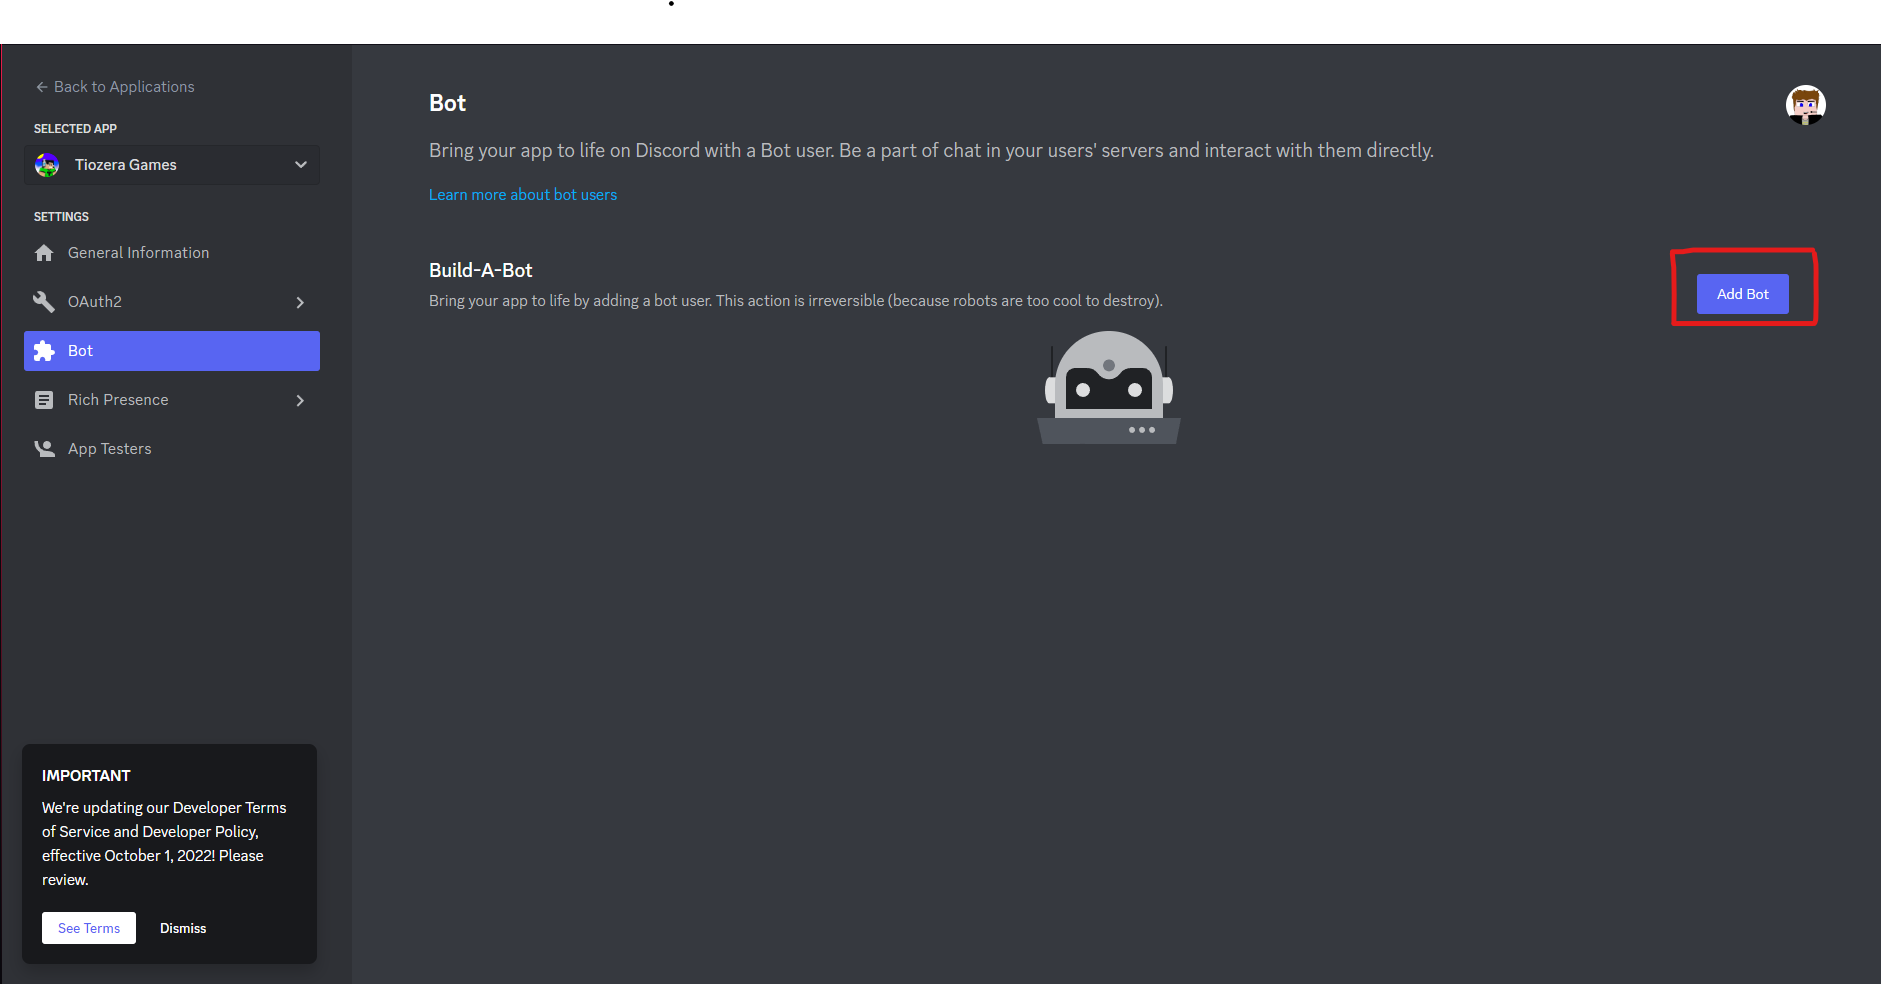 Back to Applications
SELECTED APP
Tiozera Games
SETTINGS
General Information
OAuth2
Bot
Rich Presence
App Testers
IMPORTANT
We're updating our Developer Terms
of Service and Developer Policy,
effective October 1, 2022! Please
review.
See Terms
Dismiss
Bot
Bring your app to life on Discord with a Bot user. Be a part of chat in your users' servers and interact with them directly.
Learn more about bot users
Build-A-Bot
Bring your app to life by adding a bot user. This action is irreversible (because robots are too cool to destroy).
Add Bot